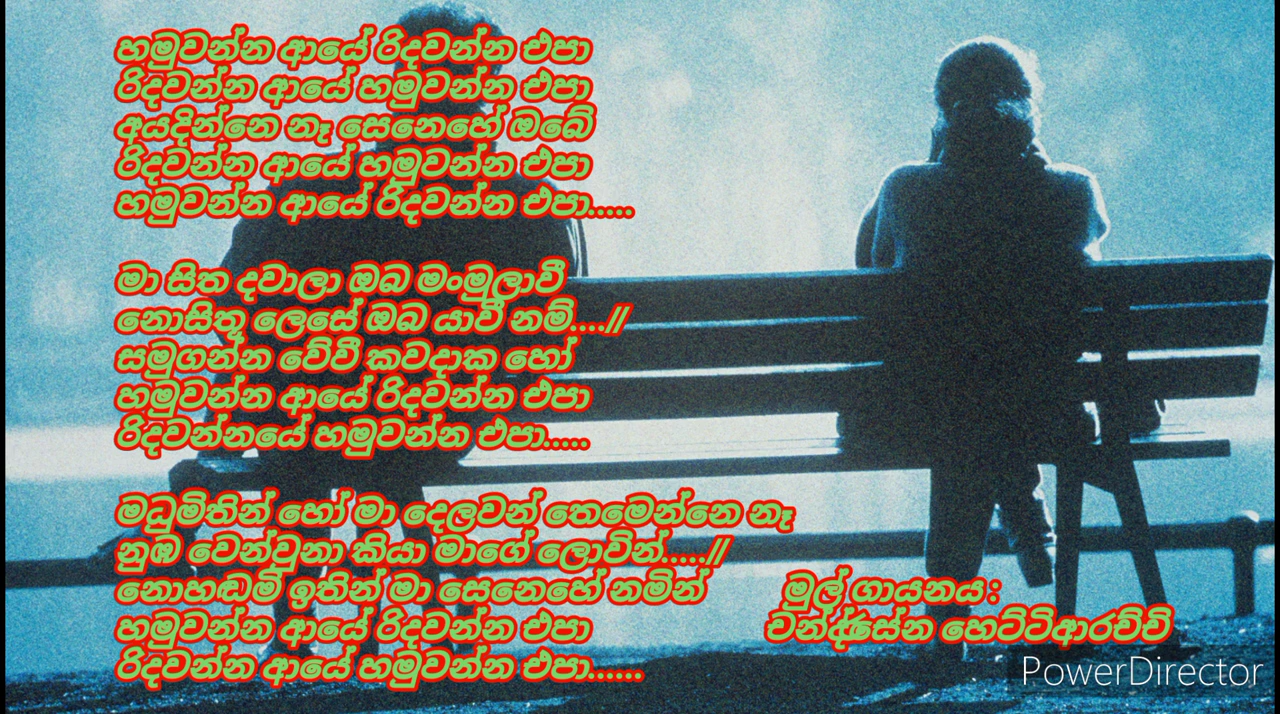 හමුවන්න ආයේ රිදවන්න එපා
රිදවන්න ආයේ හමුවන්න එපා
අයදින්නෙ නෑ සෙනෙහේ ඔබේ
රිදවන්න ආයේ හමුවන්න එපා
හමුවන්න ආයේ රිදවන්න එපා.....
මා සිත දවාලා ඔබ මංමුලාවී
නොසිතූ ලෙසේ ඔබ යාවී නම්....//
සමුගන්න වේවී කවදාක හෝ
හමුවන්න ආයේ රිදවන්න එපා
රිදවන්නයේ හමුවන්න එපා.....
මධුමිතින් හෝ මා දෙලවන් තෙමෙන්නෙ නෑ
නුඹ වෙන්වුනා කියා මාගේ ලොවින්.....//
නොහඬමි ඉතින් මා සෙනෙහේ නමින්
හමුවන්න ආයේ රිදවන්න එපා
රිදවන්න ආයේ හමුවන්න එපා......
මුල් ගායනය:
හෙට්ටිආරච්චි
PowerDirector